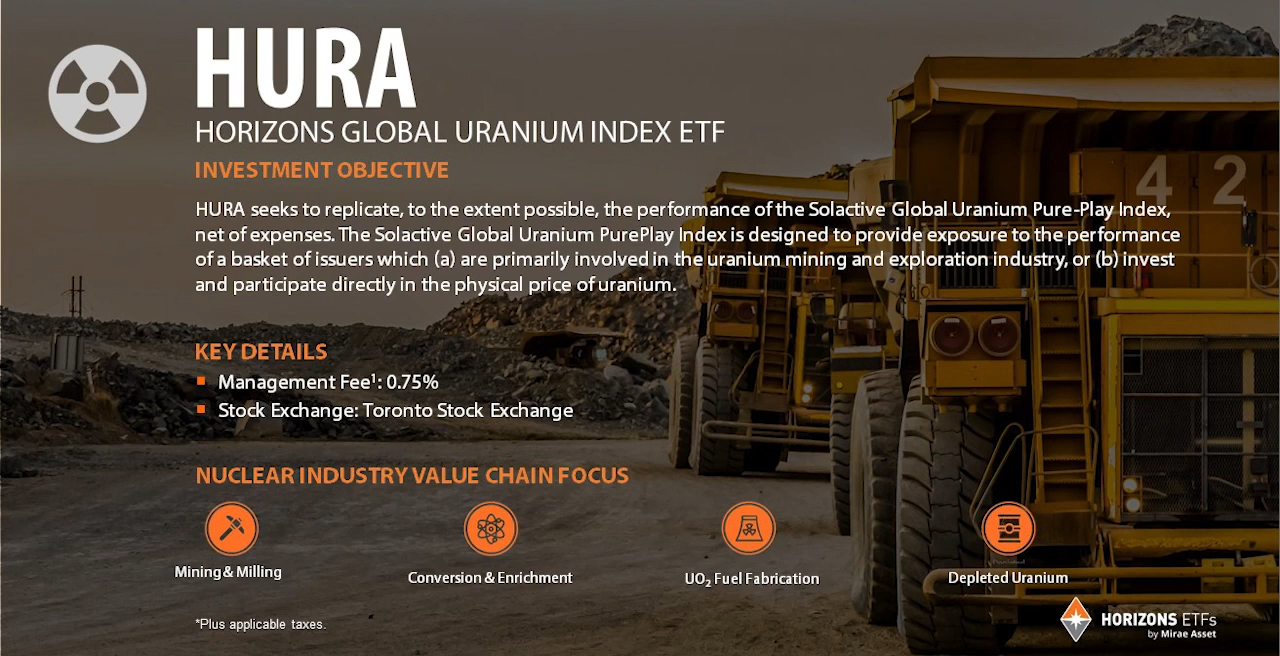 HURA
HORIZONS GLOBAL URANIUM INDEX ETF
INVESTMENT OBJECTIVE
HURA seeks to replicate, to the extent possible, the performance of the Solactive Global Uranium Pure-Play Index,
net of expenses. The Solactive Global Uranium PurePlay Index is designed to provide exposure to the performance
of a basket of issuers which (a) are primarily involved in the uranium mining and exploration industry, or (b) invest
and participate directly in the physical price of uranium.
42
KEY DETAILS
Management Fee¹: 0.75%
Stock Exchange: Toronto Stock Exchange
NUCLEAR INDUSTRY VALUE CHAIN FOCUS
Mining & Milling
Conversion & Enrichment
UO₂ Fuel Fabrication
Depleted Uranium
*Plus applicable taxes.
HORIZONS ETFs
by Mirae Asset